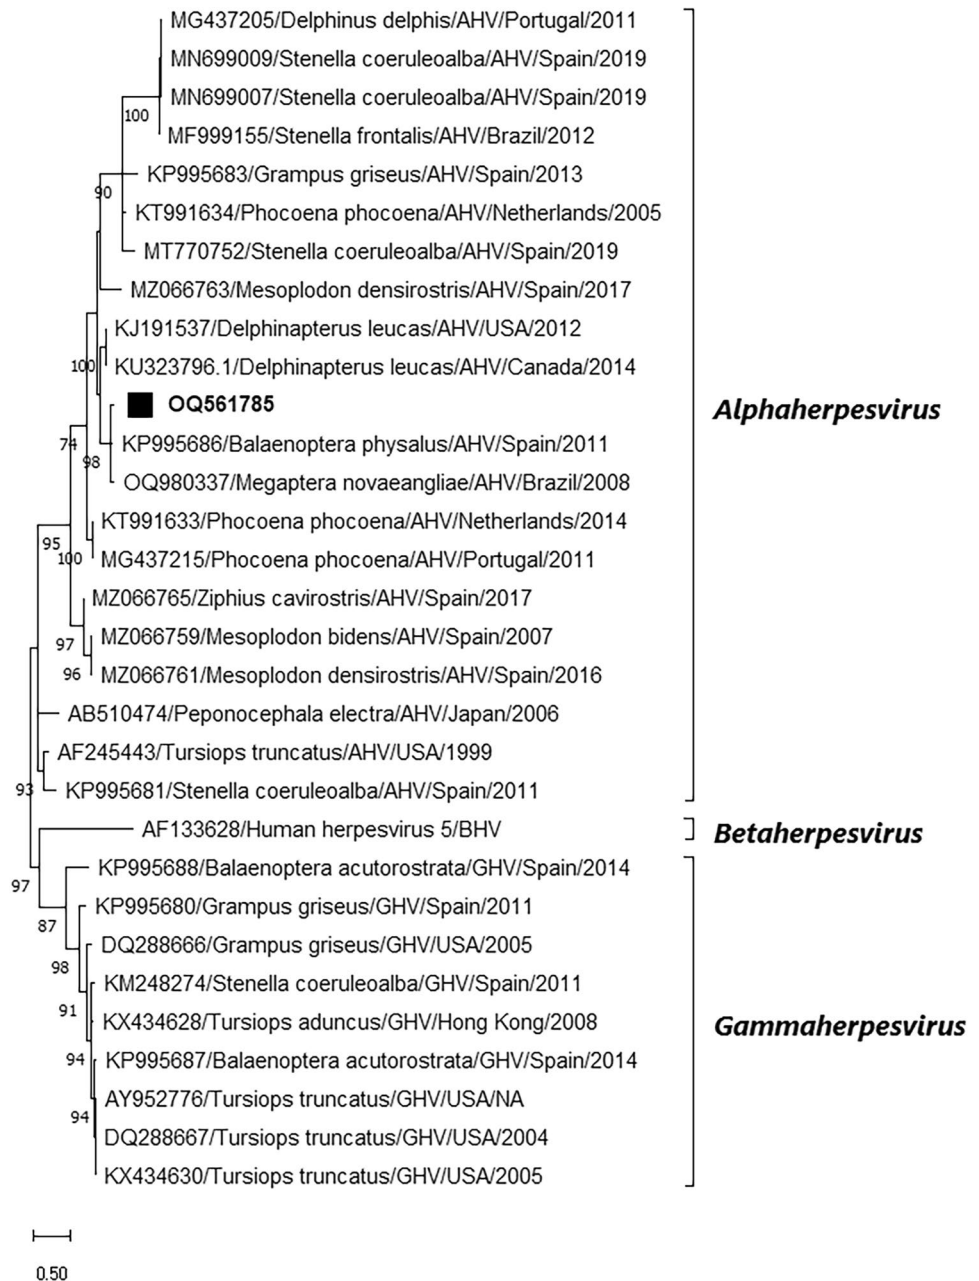 MG437205/Delphinus delphis/AHV/Portugal/2011
MN699009/Stenella coeruleoalba/AHV/Spain/2019
MN699007/Stenella coeruleoalba/AHV/Spain/2019
100
MF999155/Stenella frontalis/AHV/Brazil/2012
KP995683/Grampus griseus/AHV/Spain/2013
90
KT991634/Phocoena phocoena/AHV/Netherlands/2005
MT770752/Stenella coeruleoalba/AHV/Spain/2019
MZ066763/Mesoplodon densirostris/AHV/Spain/2017
KJ191537/Delphinapterus leucas/AHV/USA/2012
100
KU323796.1/Delphinapterus leucas/AHV/Canada/2014
OQ561785
Alphaherpesvirus
74
KP995686/Balaenoptera physalus/AHV/Spain/2011
98
OQ980337/Megaptera novaeangliae/AHV/Brazil/2008
KT991633/Phocoena phocoena/AHV/Netherlands/2014
95
100
MG437215/Phocoena phocoena/AHV/Portugal/2011
MZ066765/Ziphius cavirostris/AHV/Spain/2017
MZ066759/Mesoplodon bidens/AHV/Spain/2007
97
96
MZ066761/Mesoplodon densirostris/AHV/Spain/2016
AB510474/Peponocephala electra/AHV/Japan/2006
AF245443/Tursiops truncatus/AHV/USA/1999
93
KP995681/Stenella coeruleoalba/AHV/Spain/2011
AF133628/Human herpesvirus 5/BHV
Betaherpesvirus
KP995688/Balaenoptera acutorostrata/GHV/Spain/2014
97
KP995680/Grampus griseus/GHV/Spain/2011
87
DQ288666/Grampus griseus/GHV/USA/2005
98
KM248274/Stenella coeruleoalba/GHV/Spain/2011
91
KX434628/Tursiops aduncus/GHV/Hong Kong/2008
Gammaherpesvirus
94
KP995687/Balaenoptera acutorostrata/GHV/Spain/2014
AY952776/Tursiops truncatus/GHV/USA/NA
94
DQ288667/Tursiops truncatus/GHV/USA/2004
KX434630/Tursiops truncatus/GHV/USA/2005
0.50